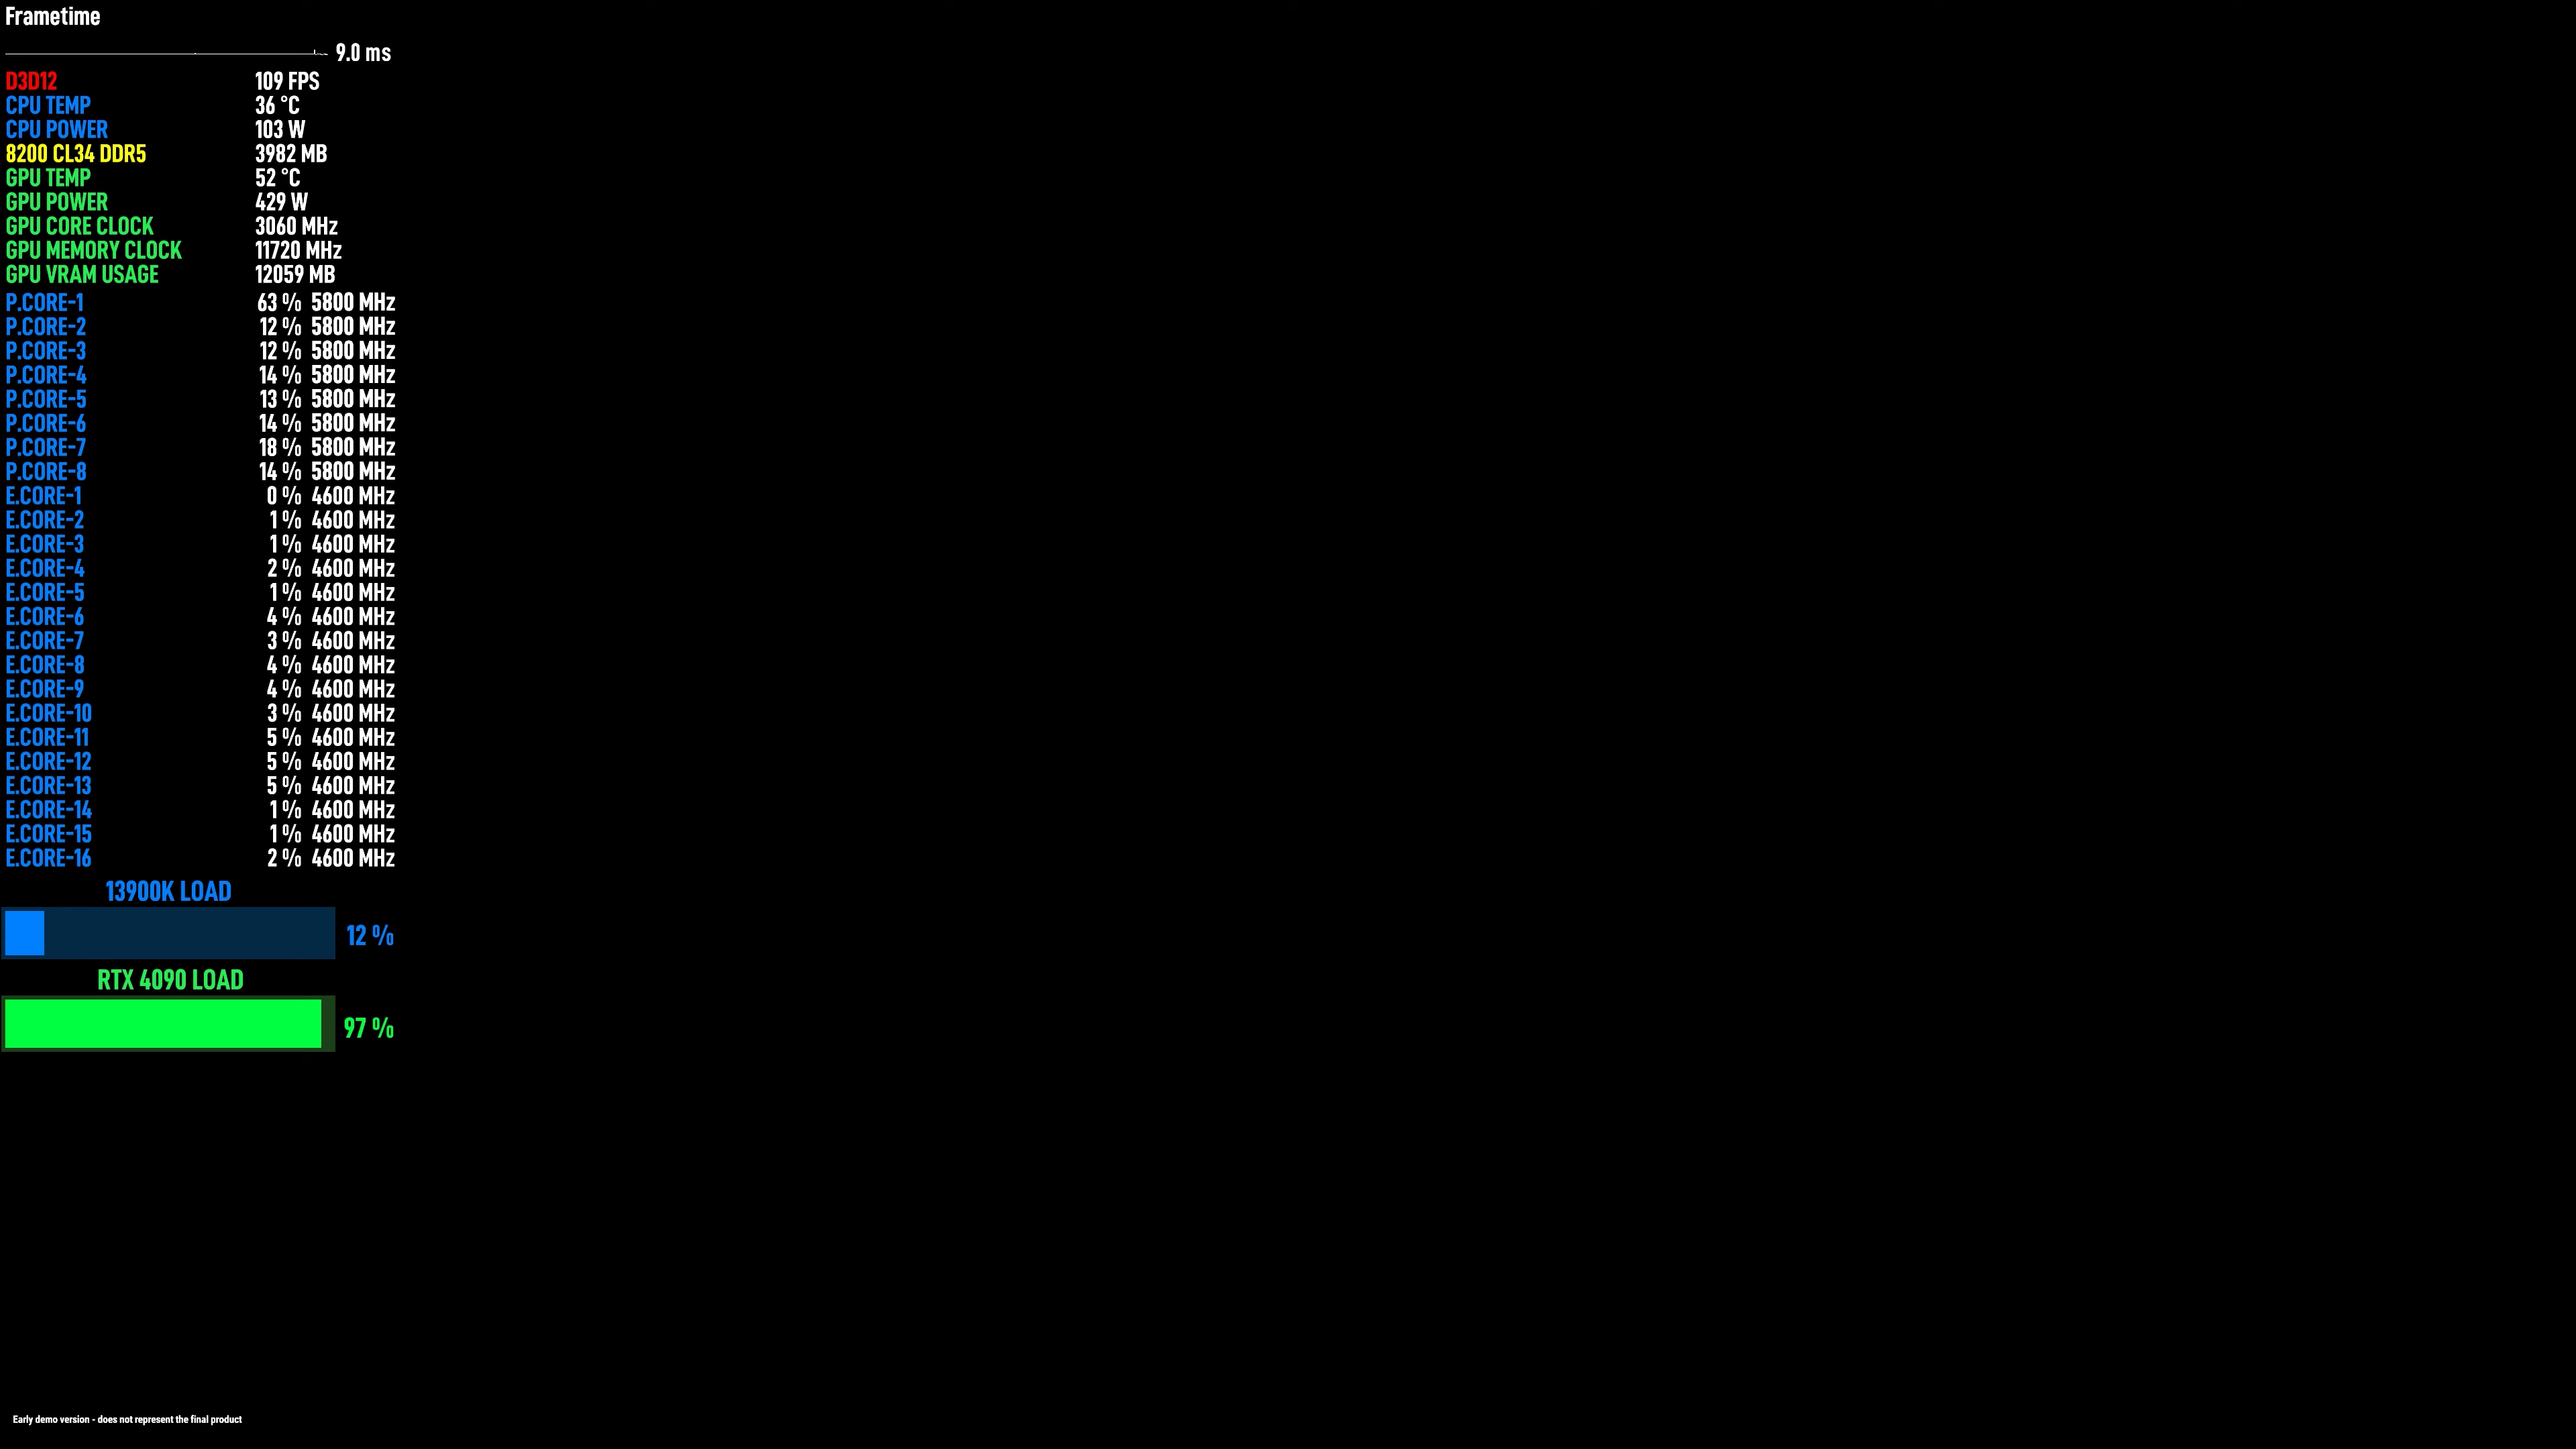 Frametime
9.0 ms
D3D12 109 FPS
CPU TEMP 36 °C
CPU POWER 103 W
8200 CL34 DDR5 3982 MB
GPU TEMP 52 °C
GPU POWER 429 W
GPU CORE CLOCK 3060 MHz
GPU MEMORY CLOCK 11720 MHz
GPU VRAM USAGE 12059 MB
P.CORE-1 63 % 5800 MHz
P.CORE-2 12 % 5800 MHz
P.CORE-3 12 % 5800 MHz
P.CORE-4 14 % 5800 MHz
P.CORE-5 13 % 5800 MHz
P.CORE-6 14 % 5800 MHz
P.CORE-7 18 % 5800 MHz
P.CORE-8 14 % 5800 MHz
E.CORE-1 0 % 4600 MHz
E.CORE-2 1 % 4600 MHz
E.CORE-3 1 % 4600 MHz
E.CORE-4 2 % 4600 MHz
E.CORE-5 1 % 4600 MHz
E.CORE-6 4 % 4600 MHz
E.CORE-7 3 % 4600 MHz
E.CORE-8 4 % 4600 MHz
E.CORE-9 4 % 4600 MHz
E.CORE-10 3 % 4600 MHz
E.CORE-11 5 % 4600 MHz
E.CORE-12 5 % 4600 MHz
E.CORE-13 5 % 4600 MHz
E.CORE-14 1 % 4600 MHz
E.CORE-15 1 % 4600 MHz
E.CORE-16 2 % 4600 MHz
13900K LOAD
12 %
RTX 4090 LOAD
97 %
Early demo version - does not represent the final product